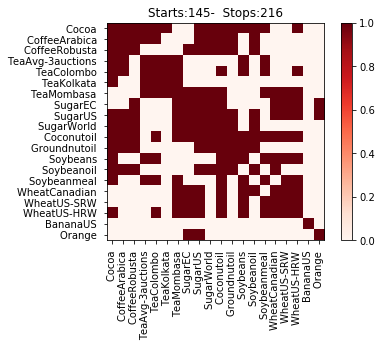 Starts:145-  Stops:216
Cocoa
CoffeeArabica
CoffeeRobusta
TeaAvg-3auctions
TeaColombo
TeaKolkata
TeaMombasa
SugarEC
SugarUS
SugarWorld
Coconutoil
Groundnutoil
Soybeans
Soybeanoil
Soybeanmeal
WheatCanadian
WheatUS-SRW
WheatUS-HRW
BananaUS
Orange
1.0
0.8
0.6
0.4
0.2
0.0
Cocoa
CoffeeArabica
CoffeeRobusta
TeaAvg-3auctions
TeaColombo
TeaKolkata
TeaMombasa
SugarEC
SugarUS
SugarWorld
Coconutoil
Groundnutoil
Soybeans
Soybeanoil
Soybeanmeal
WheatCanadian
WheatUS-SRW
WheatUS-HRW
BananaUS
Orange